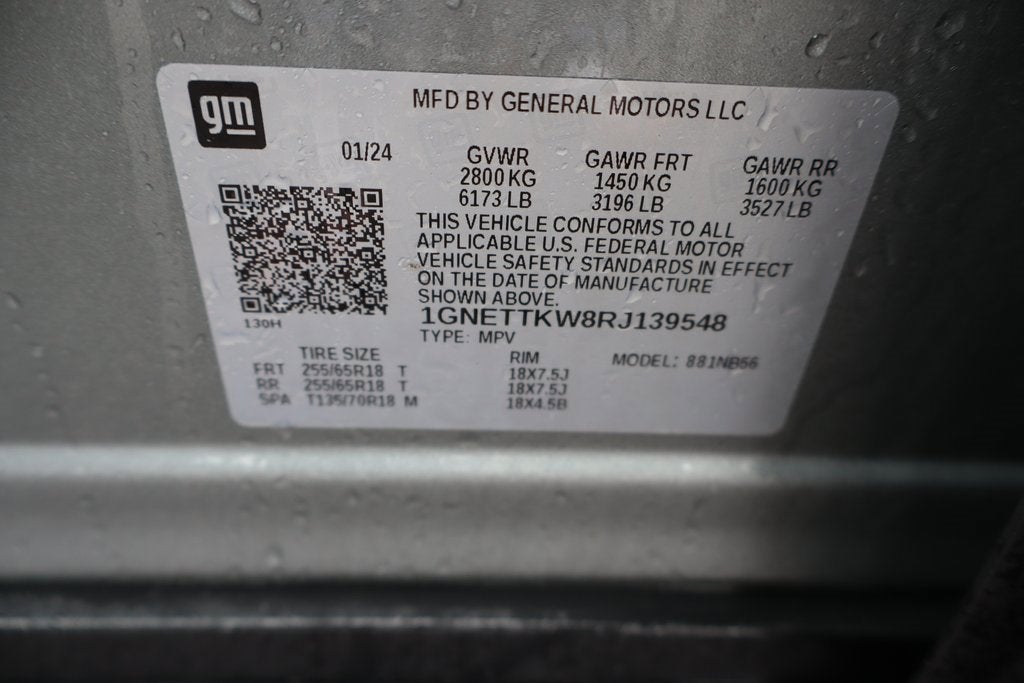 gm
MFD BY GENERAL MOTORS LLC
01/24
GVWR GAWR FRT GAWR RR
2800 KG 1450 KG 1600 KG
6173 LB 3196 LB 3527 LB
THIS VEHICLE CONFORMS TO ALL
APPLICABLE U.S. FEDERAL MOTOR
VEHICLE SAFETY STANDARDS IN EFFECT
ON THE DATE OF MANUFACTURE
SHOWN ABOVE.
130H
1GNETTKW8RJ139548
TYPE: MPV
TIRE SIZE RIM MODEL: 881NB56
FRT 255/65R18 T 18X7.5J
RR 255/65R18 T 18X7.5J
SPA T135/70R18 M 18X4.5B